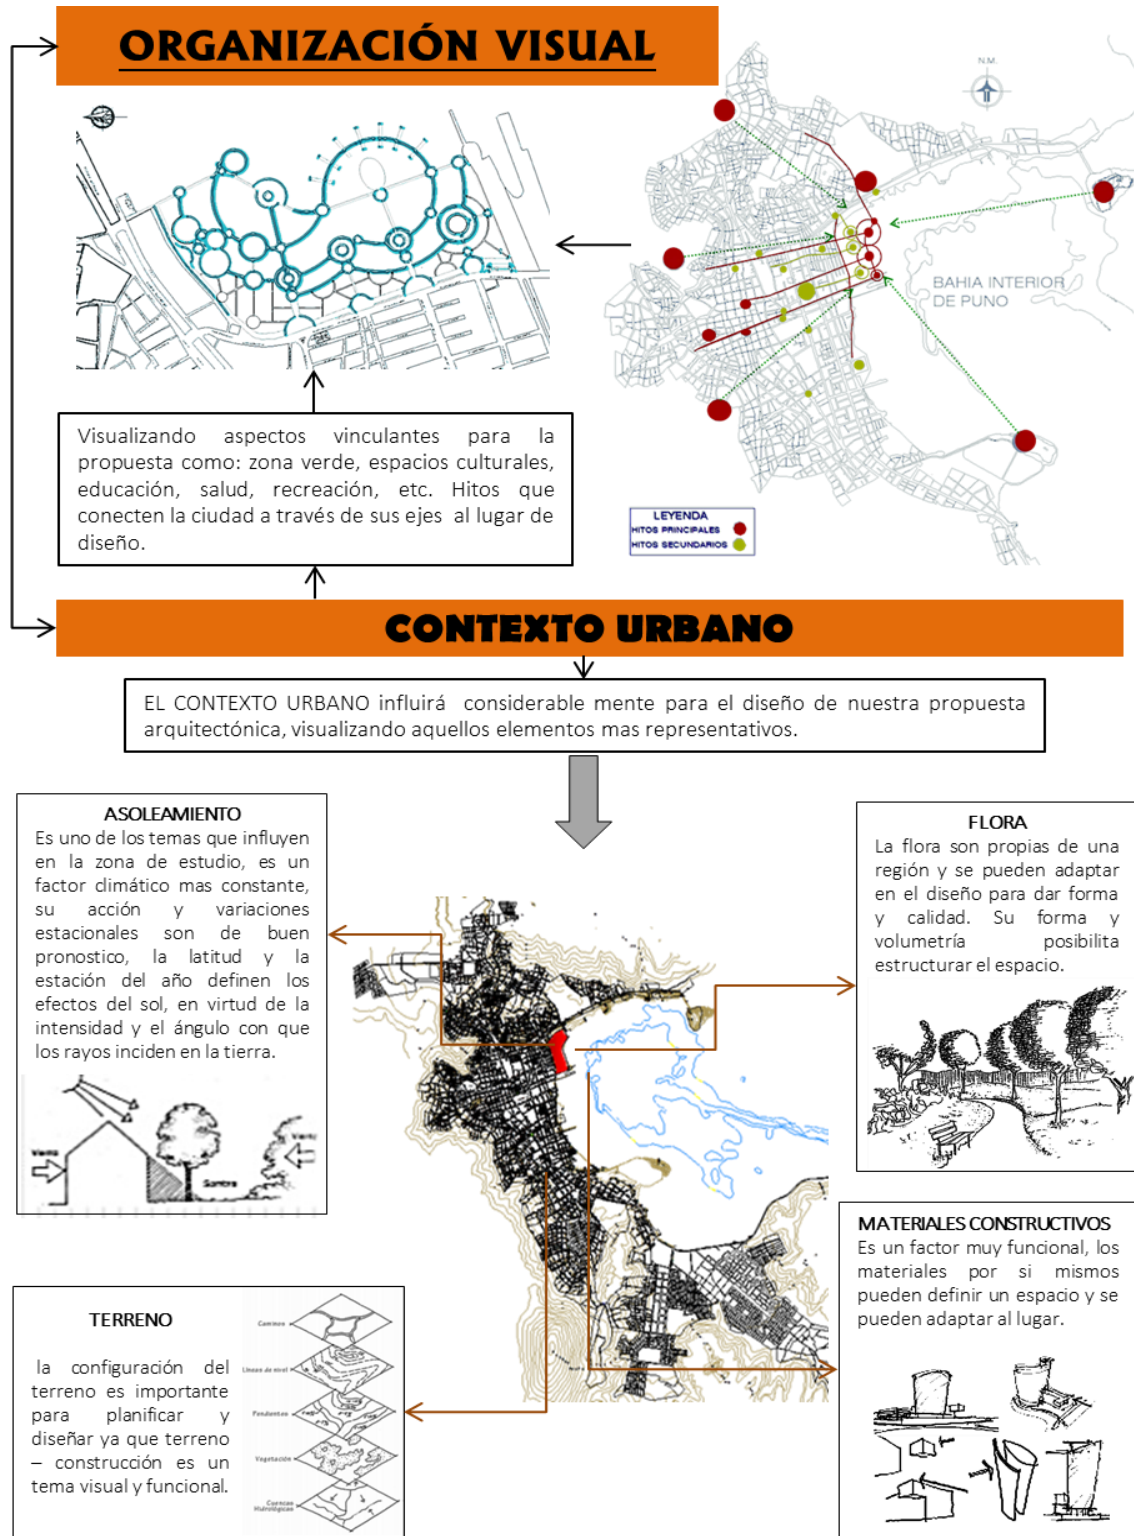 ORGANIZACIÓN VISUAL
N.M.
BAHIA INTERIOR
DE PUNO
Visualizando aspectos vinculantes para la
propuesta como: zona verde, espacios culturales,
educación, salud, recreación, etc. Hitos que
conecten la ciudad a través de sus ejes al lugar de
diseño.
LEYENDA
HITOS PRINCIPALES
HITOS SECUNDARIOS
CONTEXTO URBANO
EL CONTEXTO URBANO influirá considerable mente para el diseño de nuestra propuesta
arquitectónica, visualizando aquellos elementos mas representativos.
ASOLEAMIENTO
Es uno de los temas que influyen
en la zona de estudio, es un
factor climático mas constante,
su acción y variaciones
estacionales son de buen
pronostico, la latitud y la
estación del año definen los
efectos del sol, en virtud de la
intensidad y el ángulo con que
los rayos inciden en la tierra.
Sombra
FLORA
La flora son propias de una
región y se pueden adaptar
en el diseño para dar forma
y calidad. Su forma y
volumetría posibilita
estructurar el espacio.
MATERIALES CONSTRUCTIVOS
Es un factor muy funcional, los
materiales por si mismos
pueden definir un espacio y se
pueden adaptar al lugar.
TERRENO
la configuración del
terreno es importante
para planificar y
diseñar ya que terreno
– construcción es un
tema visual y funcional.
Caminos
Líneas de nivel
Pendientes
Vegetación
Cuencas
Hidrológicas